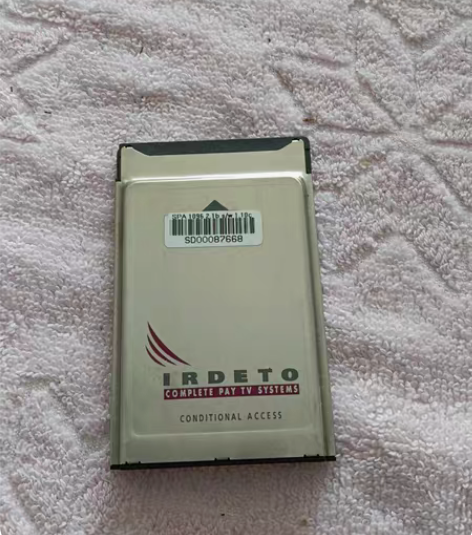 SD00087668
IRDETO
COMPLETE PAY TV SYSTEMS
CONDITIONAL ACCESS